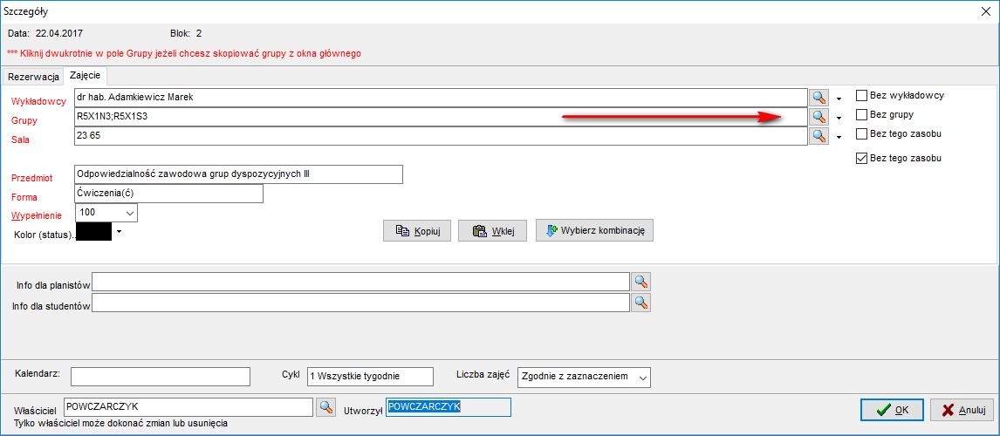 Szczegóły
Data: 22.04.2017 Blok: 2
*** Kliknij dwukrotnie w pole Grupy jeżeli chcesz skopiować grupy z okna głównego
Rezerwacja Zajęcie
Wykładowcy dr hab. Adamkiewicz Marek Bez wykładowcy
Grupy R5X1N3;R5X1S3 Bez grupy
Sala 23 65 Bez tego zasobu
Bez tego zasobu
Przedmiot Odpowiedzialność zawodowa grup dyspozycyjnych III
Forma Ćwiczenia(ć)
Wypełnienie 100
Kolor (status).. Kopiuj Wklej Wybierz kombinację
Info dla planistów
Info dla studentów
Kalendarz: Cykl 1 Wszystkie tygodnie Liczba zajęć Zgodnie z zaznaczeniem
Właściciel POWCZARCZYK Utworzył POWCZARCZYK OK Anuluj
Tylko właściciel może dokonać zmian lub usunięcia